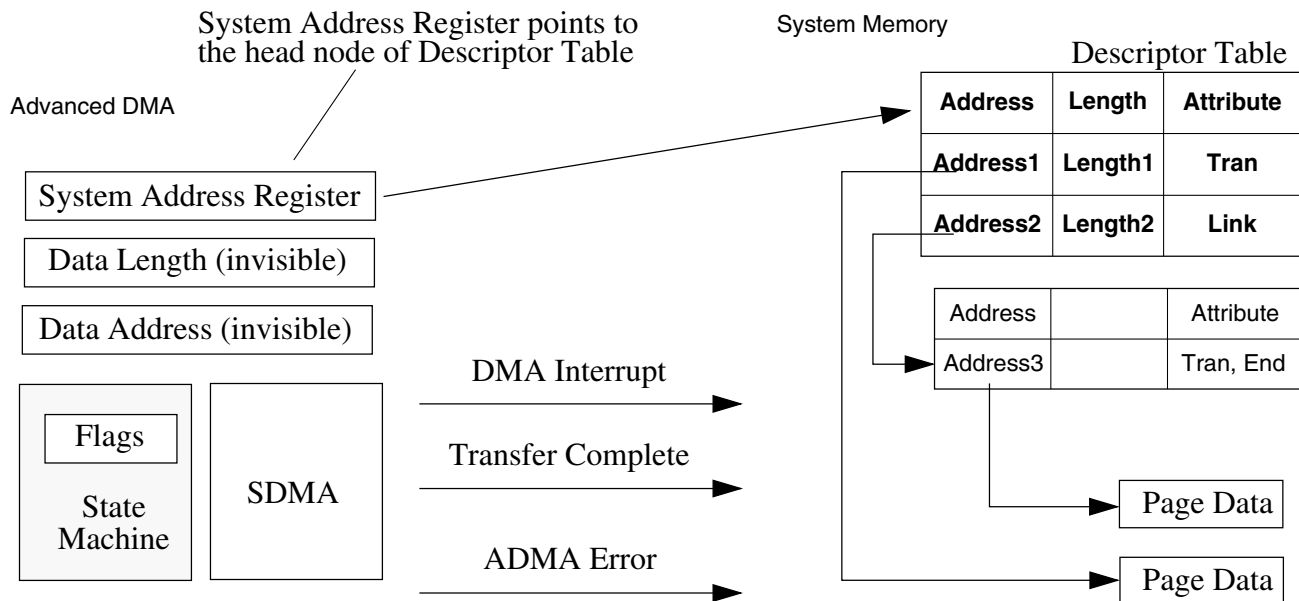 System Address Register points to
the head node of Descriptor Table
System Memory
Descriptor Table
Advanced DMA
Address Length Attribute
Address1 Length1 Tran
Address2 Length2 Link
System Address Register
Data Length (invisible)
Data Address (invisible)
Address Attribute
Address3 Tran, End
Flags
State
Machine
SDMA
DMA Interrupt
Transfer Complete
ADMA Error
Page Data
Page Data